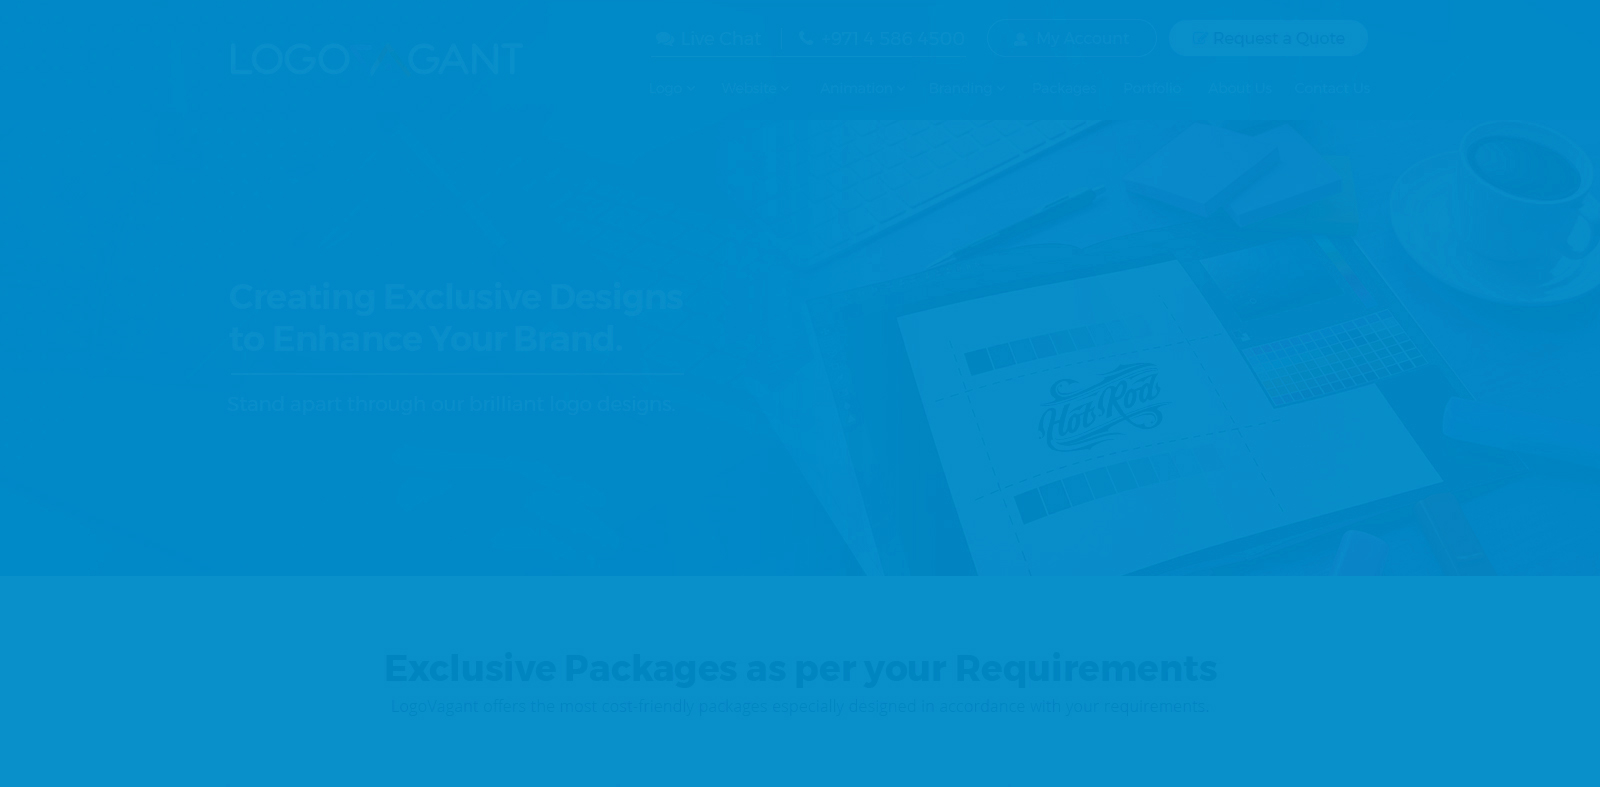 LOGO GANT
Live Chat
+971 4 586 4500
My Account
Request a Quote
Logo
Website
Animation
Branding
Packages
Portfolio
About Us
Contact Us
Creating Exclusive Designs
to Enhance Your Brand.
Stand apart through our brilliant logo designs.
Hot Rod
Exclusive Packages as per your Requirements
LogoVagant offers the most cost-friendly packages especially designed in accordance with your requirements.